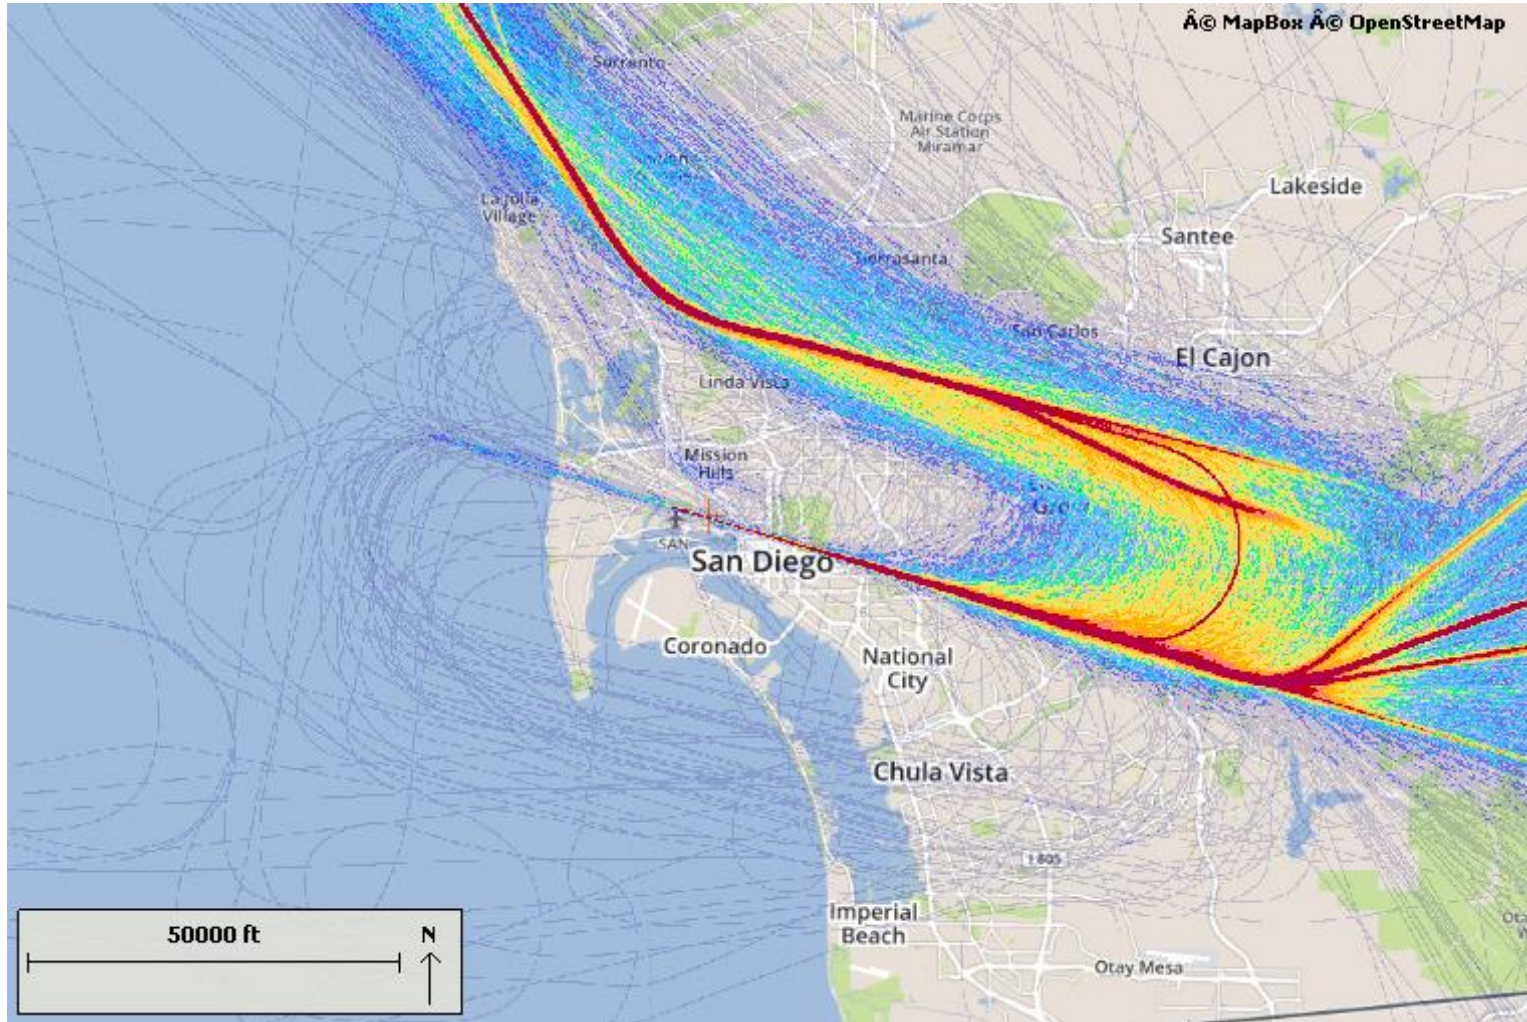 Â© MapBox Â© OpenStreetMap
Sorrento
Marine Corps
Air Station
Miramar
Lakeside
La Jolla
Village
Santee
Tierrasanta
San Carlos
El Cajon
Linda Vista
Mission
Hills
SAN
San Diego
Coronado
National
City
Chula Vista
I 805
Imperial
Beach
Otay Mesa
50000 ft
N